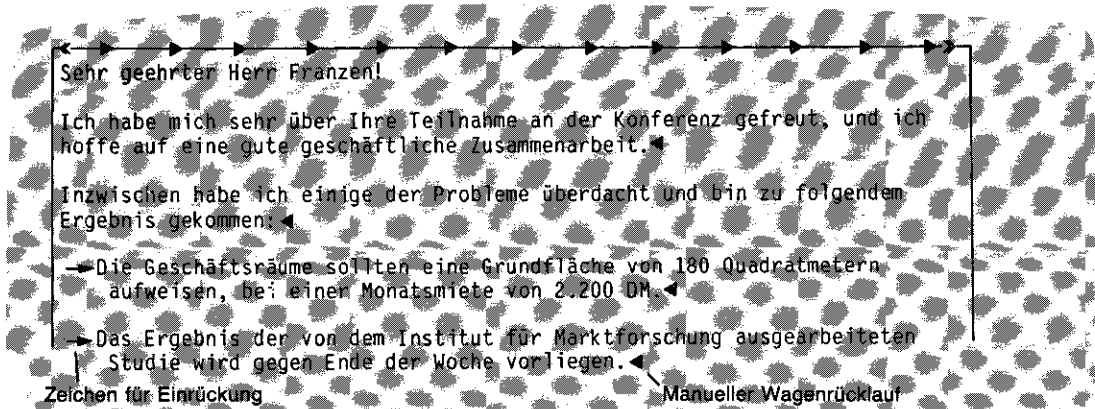 Sehr geehrter Herr Franzen!
Ich habe mich sehr über Ihre Teilnahme an der Konferenz gefreut, und ich
hoffe auf eine gute geschäftliche Zusammenarbeit.
Inzwischen habe ich einige der Probleme überdacht und bin zu folgendem
Ergebnis gekommen:
Die Geschäftsräume sollten eine Grundfläche von 180 Quadratmetern
aufweisen, bei einer Monatsmiete von 2.200 DM.
Das Ergebnis der von dem Institut für Marktforschung ausgearbeiteten
Studie wird gegen Ende der Woche vorliegen.
Zeichen für Einrückung Manueller Wagenrücklauf